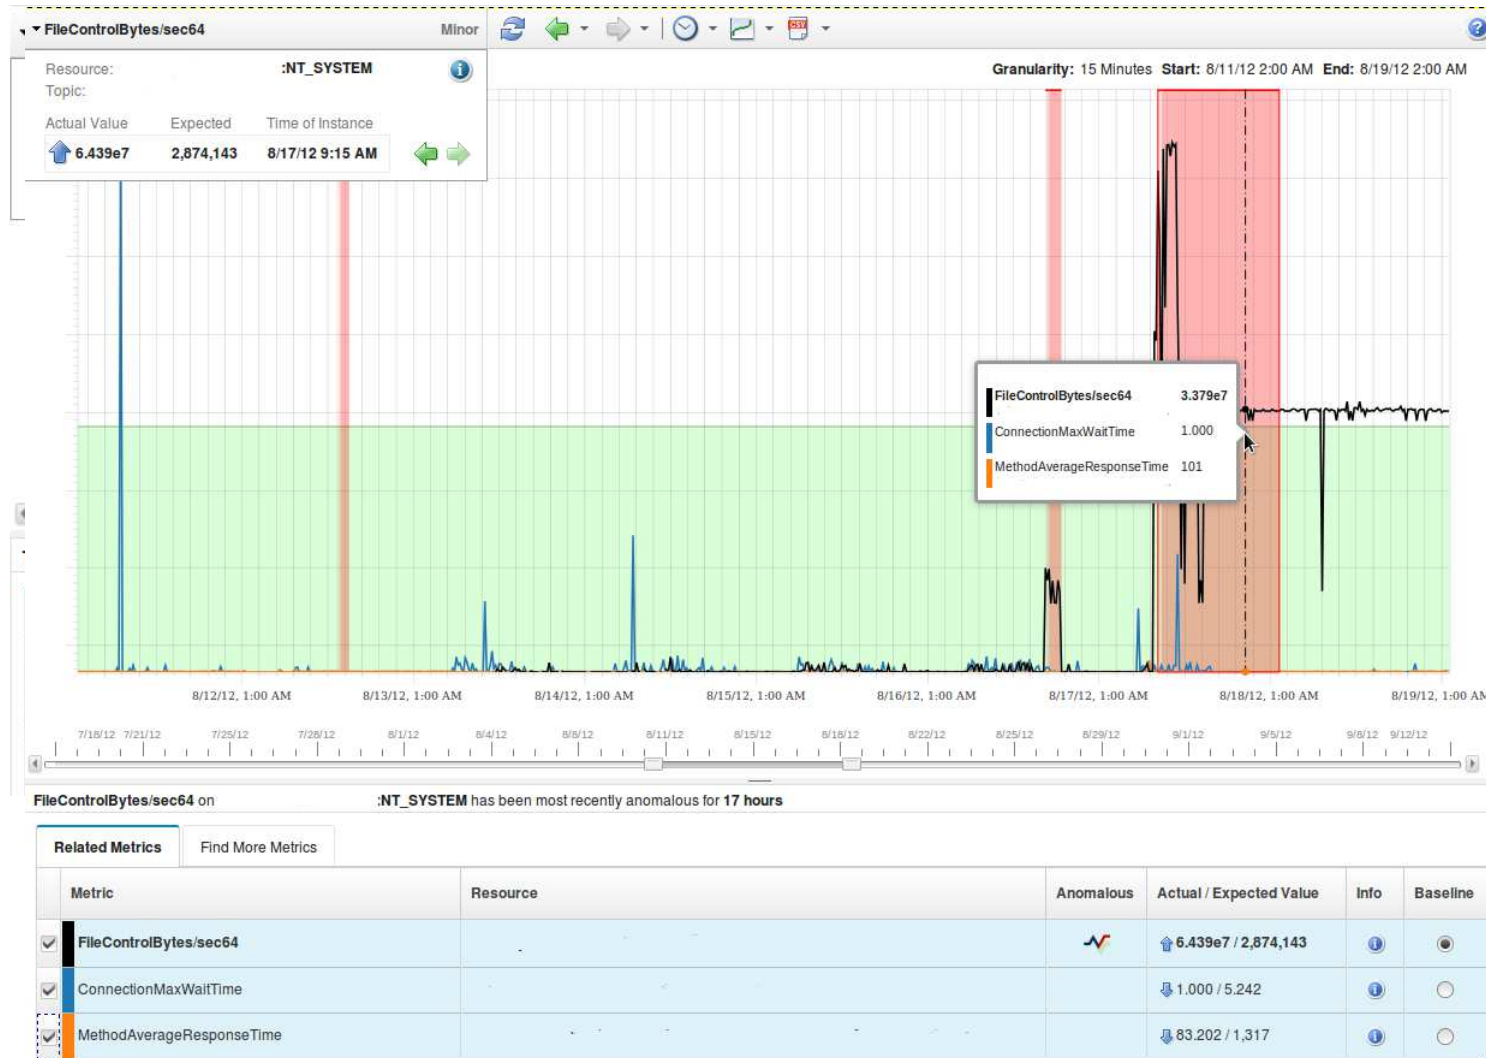 FileControlBytes/sec64 Minor
Granularity: 15 Minutes Start: 8/11/12 2:00 AM End: 8/19/12 2:00 AM
Resource: :NT_SYSTEM
Topic:
Actual Value Expected Time of Instance
6.439e7 2,874,143 8/17/12 9:15 AM
FileControlBytes/sec64 3.379e7
ConnectionMaxWaitTime 1.000
MethodAverageResponseTime 101
8/12/12, 1:00 AM 8/13/12, 1:00 AM 8/14/12, 1:00 AM 8/15/12, 1:00 AM 8/16/12, 1:00 AM 8/17/12, 1:00 AM 8/18/12, 1:00 AM 8/19/12, 1:00 AM
7/18/12 7/21/12 7/25/12 7/28/12 8/1/12 8/4/12 8/8/12 8/11/12 8/15/12 8/18/12 8/22/12 8/25/12 8/29/12 9/1/12 9/5/12 9/8/12 9/12/12
FileControlBytes/sec64 on :NT_SYSTEM has been most recently anomalous for 17 hours
Related Metrics Find More Metrics
Metric Resource Anomalous Actual / Expected Value Info Baseline
FileControlBytes/sec64 6.439e7 / 2,874,143
ConnectionMaxWaitTime 1.000 / 5.242
MethodAverageResponseTime 83.202 / 1,317